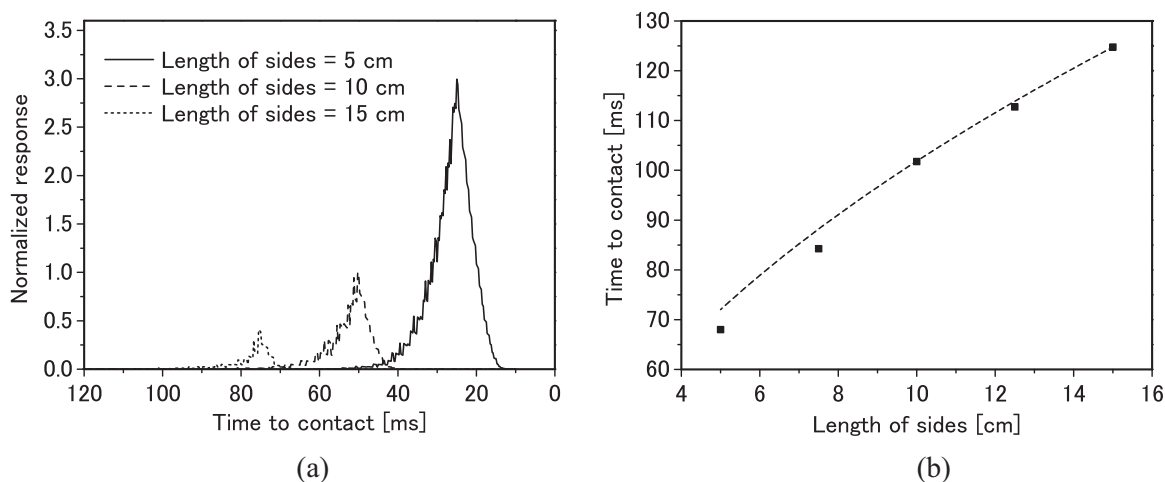 3.5
3.0
2.5
2.0
1.5
1.0
0.5
0.0
Normalized response
Length of sides = 5 cm
Length of sides = 10 cm
Length of sides = 15 cm
120 100 80 60 40 20 0
Time to contact [ms]
(a)
130
120
110
100
90
80
70
60
Time to contact [ms]
4 6 8 10 12 14 16
Length of sides [cm]
(b)